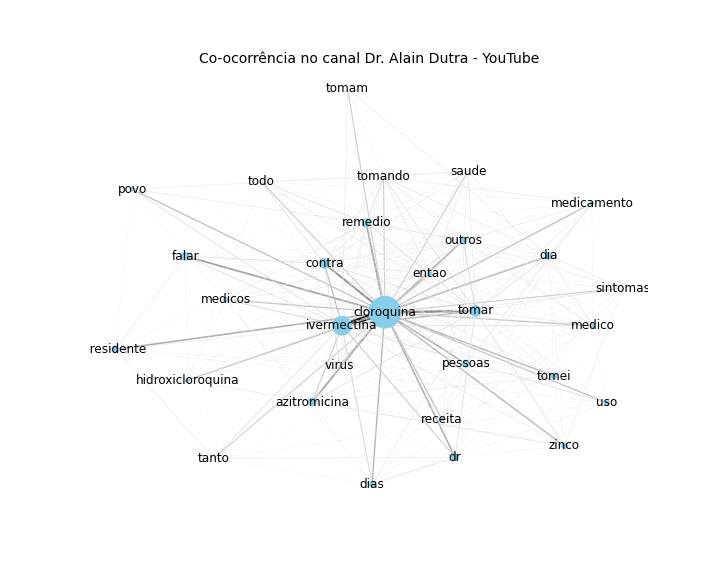 Co-ocorrência no canal Dr. Alain Dutra - YouTube
tomam
saude
tomando
todo
povo
medicamento
remedio
outros
falar
dia
contra
entao
sintomas
medicos
cloroquina
tomar
ivermectina
medico
residente
virus
pessoas
tomei
hidroxicloroquina
azitromicina
uso
receita
zinco
tanto
dr
dias